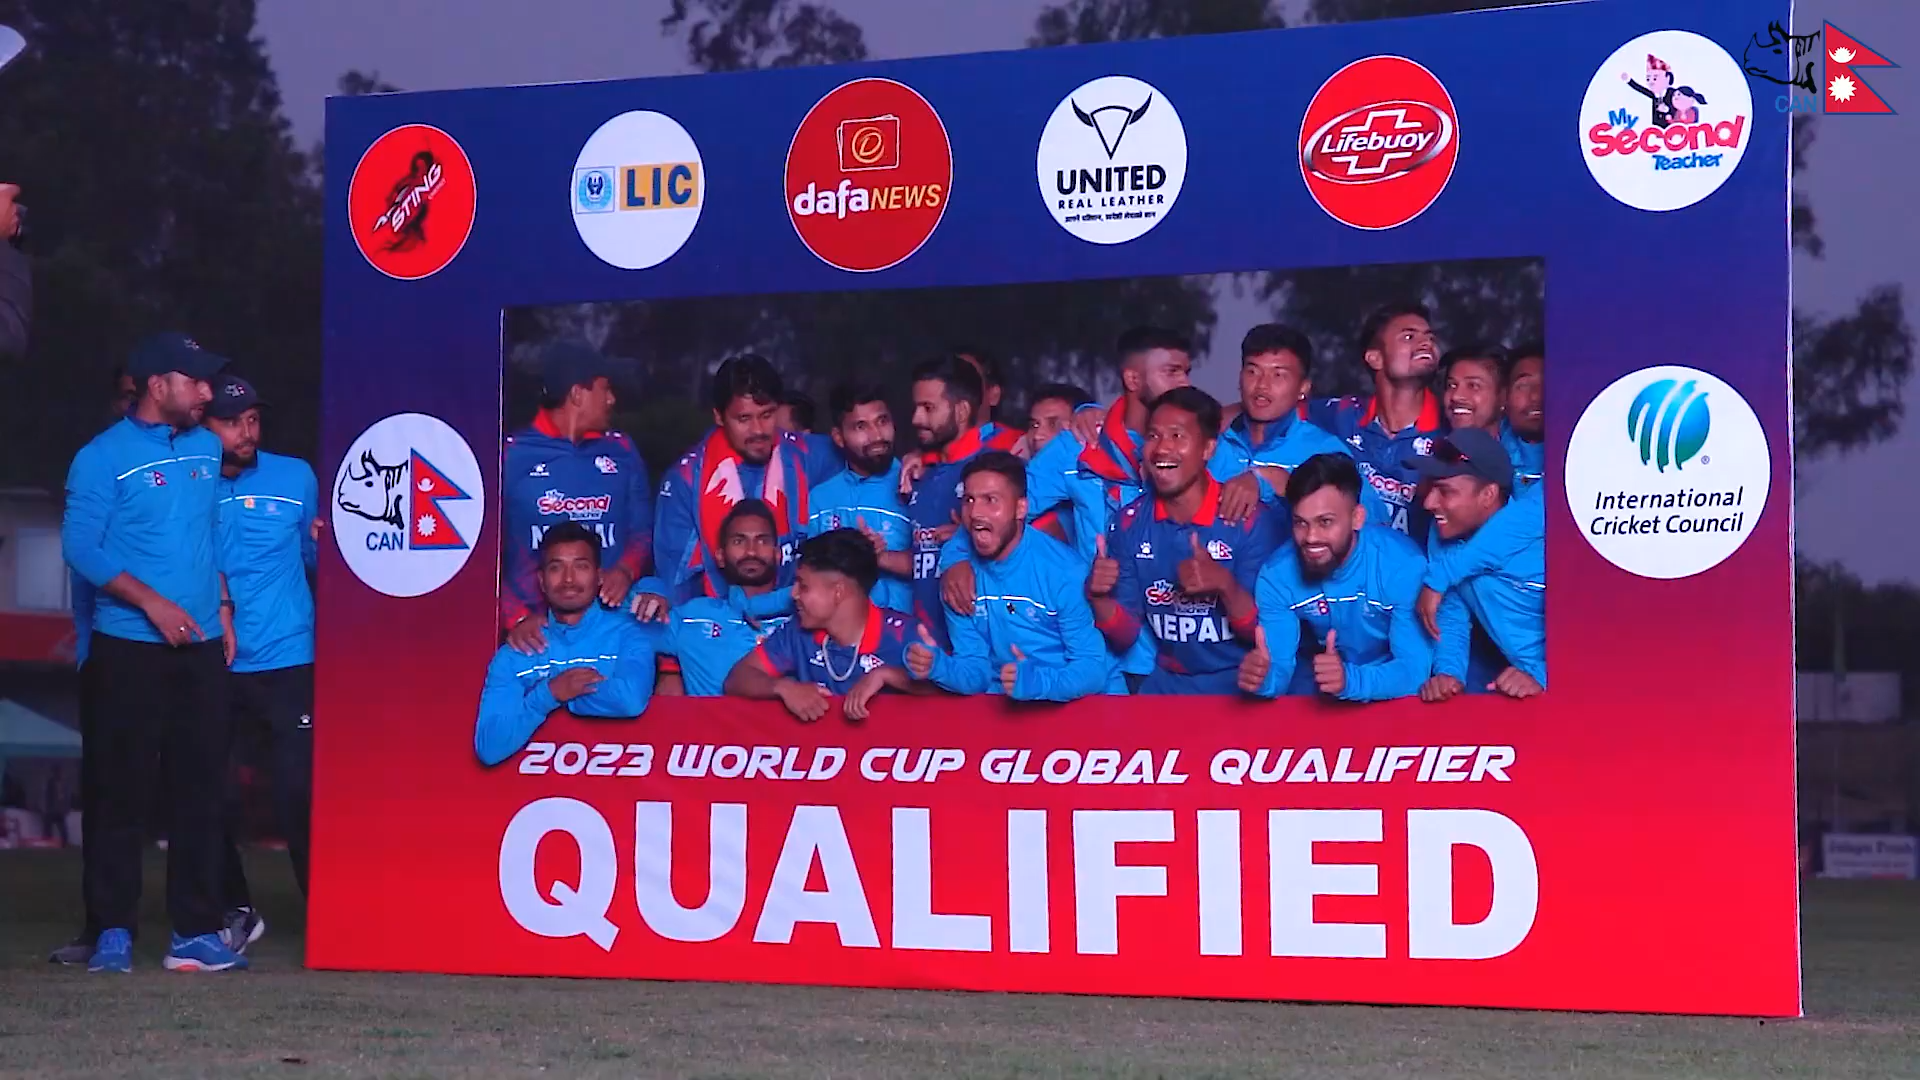 STING
LIC
dafaNEWS
UNITED
REAL LEATHER
Lifebuoy
My
Second
Teacher
CAN
CAN
International
Cricket Council
Second
Teacher
NEPAL
NEPAL
2023 WORLD CUP GLOBAL QUALIFIER
QUALIFIED